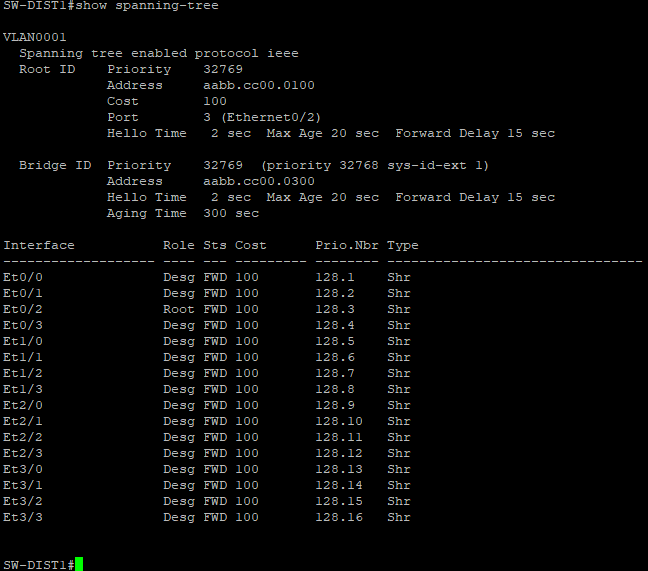 SW-DIST1#show spanning-tree

VLAN0001
  Spanning tree enabled protocol ieee
  Root ID    Priority    32769
             Address     aabb.cc00.0100
             Cost        100
             Port        3 (Ethernet0/2)
             Hello Time   2 sec  Max Age 20 sec  Forward Delay 15 sec

  Bridge ID  Priority    32769  (priority 32768 sys-id-ext 1)
             Address     aabb.cc00.0300
             Hello Time   2 sec  Max Age 20 sec  Forward Delay 15 sec
             Aging Time  300 sec

Interface           Role Sts Cost      Prio.Nbr Type
------------------- ---- --- --------- -------- --------------------------------
Et0/0               Desg FWD 100       128.1    Shr
Et0/1               Desg FWD 100       128.2    Shr
Et0/2               Root FWD 100       128.3    Shr
Et0/3               Desg FWD 100       128.4    Shr
Et1/0               Desg FWD 100       128.5    Shr
Et1/1               Desg FWD 100       128.6    Shr
Et1/2               Desg FWD 100       128.7    Shr
Et1/3               Desg FWD 100       128.8    Shr
Et2/0               Desg FWD 100       128.9    Shr
Et2/1               Desg FWD 100       128.10   Shr
Et2/2               Desg FWD 100       128.11   Shr
Et2/3               Desg FWD 100       128.12   Shr
Et3/0               Desg FWD 100       128.13   Shr
Et3/1               Desg FWD 100       128.14   Shr
Et3/2               Desg FWD 100       128.15   Shr
Et3/3               Desg FWD 100       128.16   Shr

SW-DIST1#